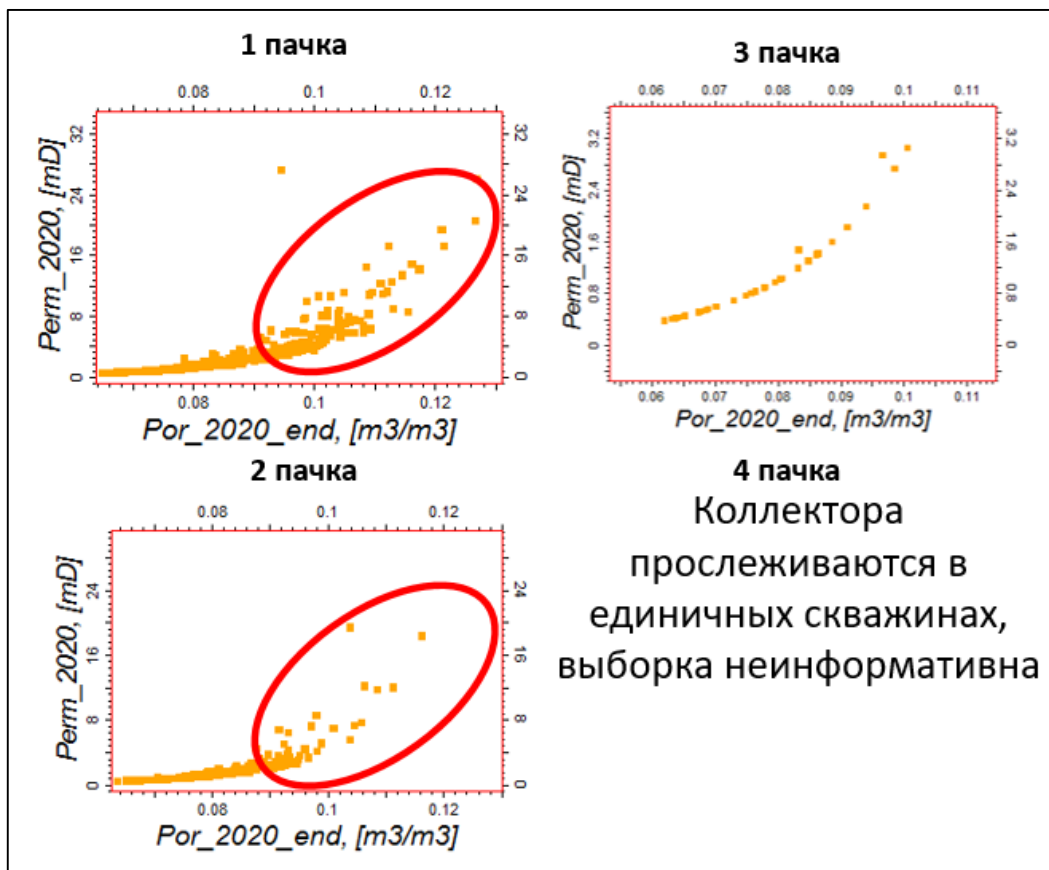 1 пачка
0.08 0.1 0.12
32 32
24 24
16 16
8 8
0 0
Perm_2020, [mD]
0.08 0.1 0.12
Por_2020_end, [m3/m3]
3 пачка
0.06 0.07 0.08 0.09 0.1 0.11
3.2 3.2
2.4 2.4
1.6 1.6
0.8 0.8
0 0
Perm_2020, [mD]
0.06 0.07 0.08 0.09 0.1 0.11
Por_2020_end, [m3/m3]
2 пачка
0.08 0.1 0.12
24 24
16 16
8 8
0 0
Perm_2020, [mD]
0.08 0.1 0.12
Por_2020_end, [m3/m3]
4 пачка
Коллектора
прослеживаются в
единичных скважинах,
выборка неинформативна